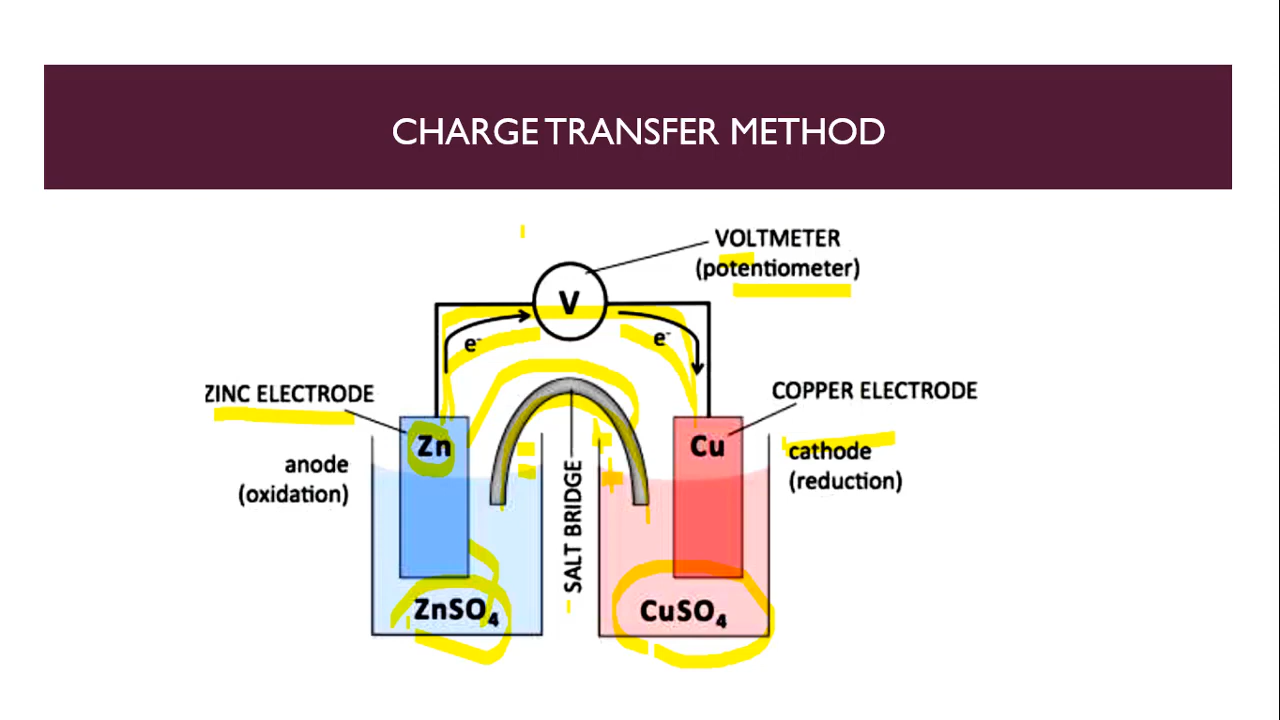 CHARGE TRANSFER METHOD
VOLTMETER
(potentiometer)
V
e-
e-
ZINC ELECTRODE
COPPER ELECTRODE
Zn
Cu
anode
(oxidation)
cathode
(reduction)
SALT BRIDGE
ZnSO₄
CuSO₄